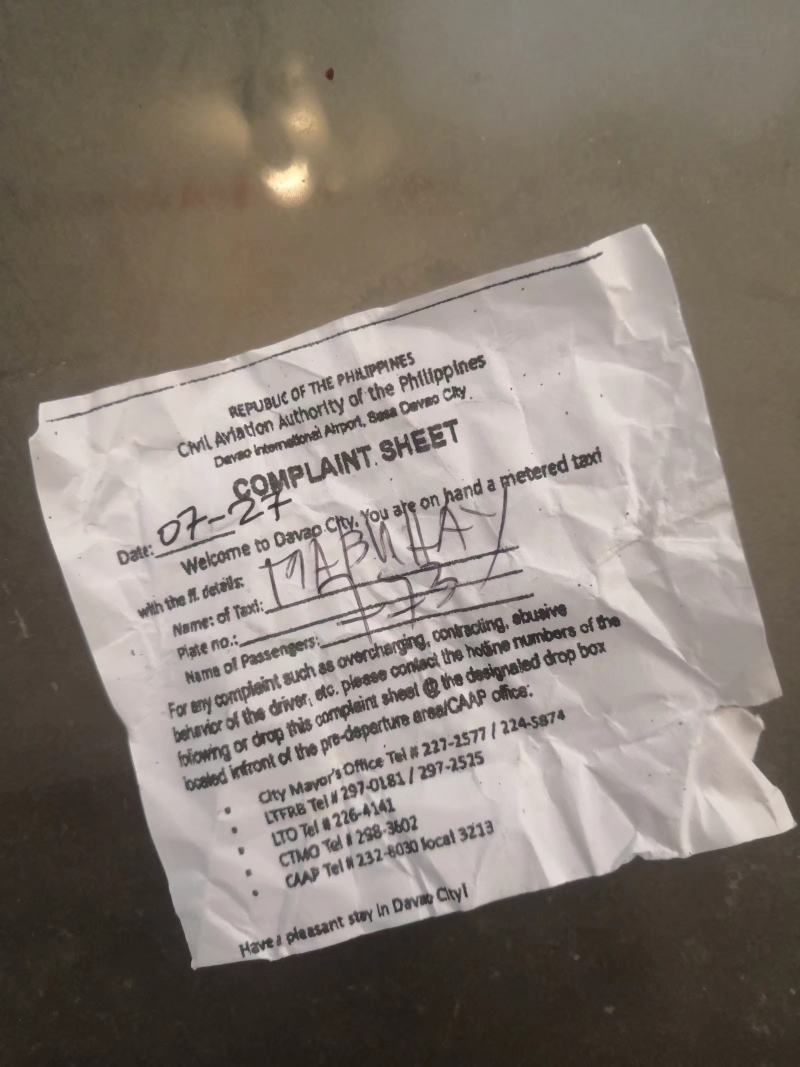 REPUBLIC OF THE PHILIPPINES
Civil Aviation Authority of the Philippines
Davao International Airport, Sasa Davao City
COMPLAINT SHEET
Date: 07-27
Welcome to Davao City. You are on hand a metered taxi
with the ff. details:
Name: of Taxi: MABUHAY
Plate no.: 773
Name of Passengers:
For any complaint such as overcharging, contracting, abusive
behavior of the driver, etc. please contact the hotline numbers of the
following or drop this complaint sheet @ the designated drop box
located infront of the pre-departure area/CAAP office:
• City Mayor's Office Tel # 227-2577 / 224-5874
• LTFRB Tel # 297-0181 / 297-2525
• LTO Tel # 226-4141
• CTMO Tel # 298-3602
• CAAP Tel # 232-8030 local 3213
Have a pleasant stay in Davao City!